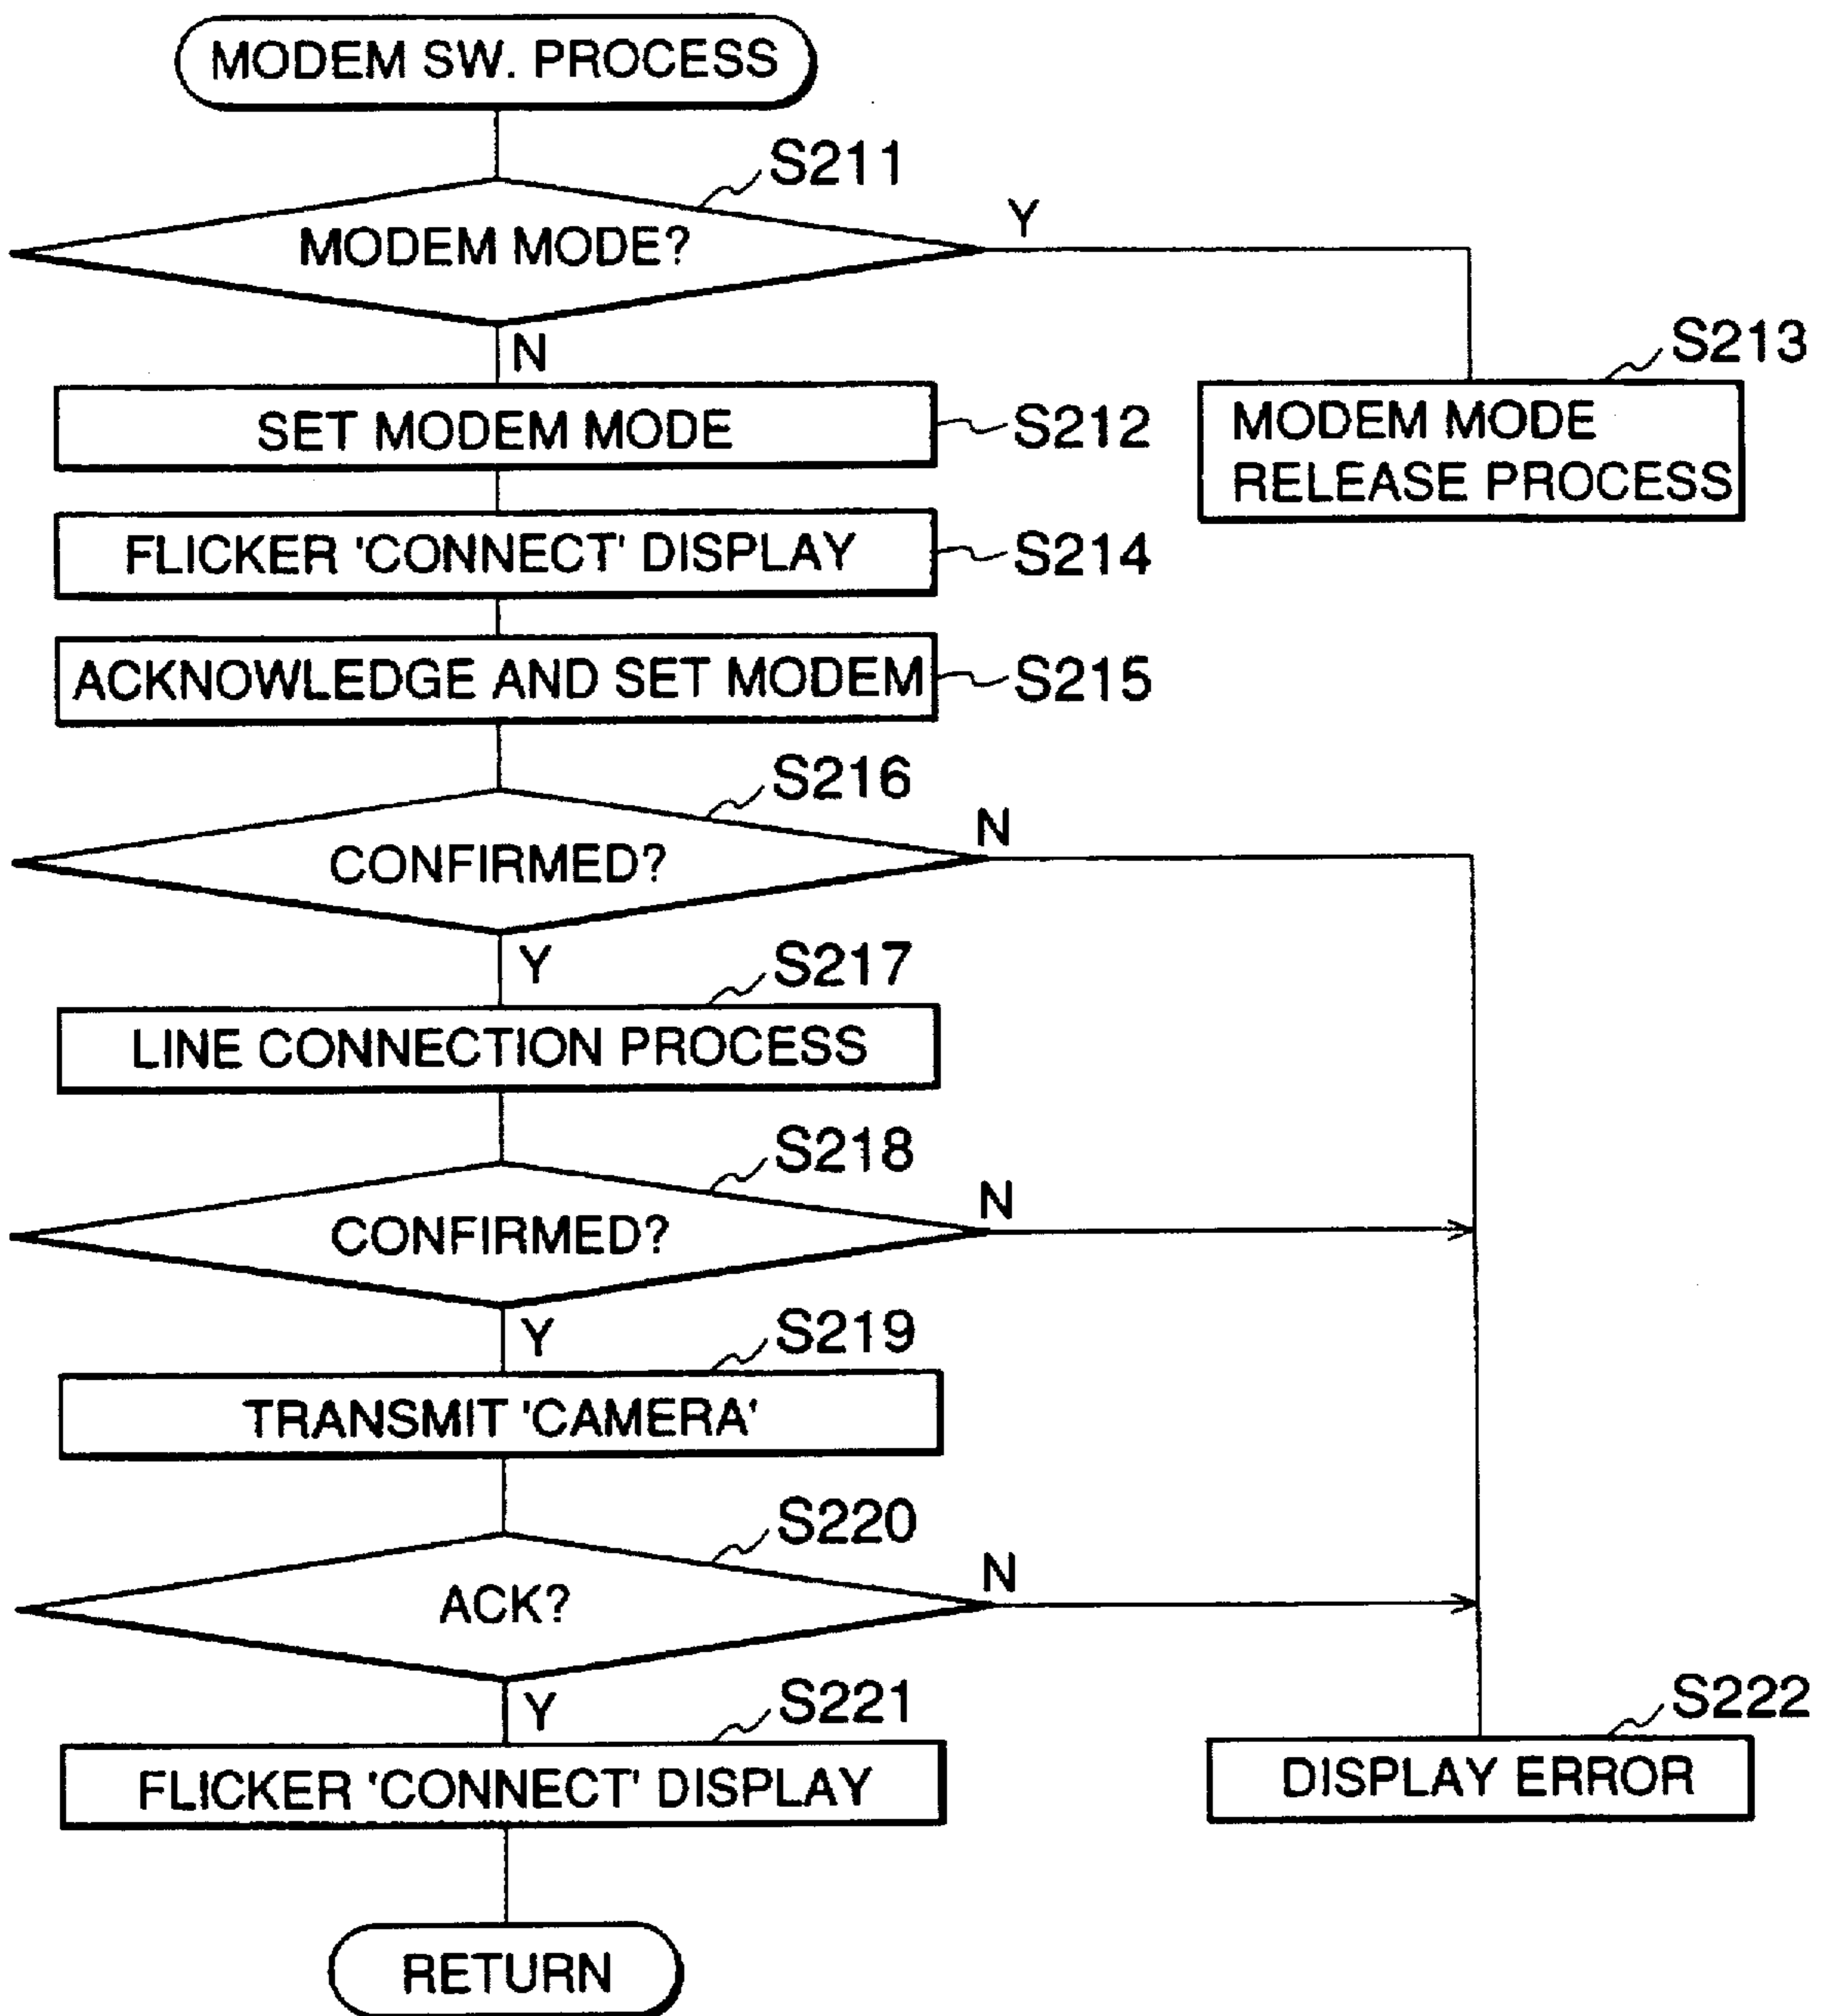 MODEM SW. PROCESS
S211
MODEM MODE?
Y
N
S213
SET MODEM MODE
S212
MODEM MODE
RELEASE PROCESS
FLICKER 'CONNECT' DISPLAY
S214
ACKNOWLEDGE AND SET MODEM
S215
S216
CONFIRMED?
N
Y
S217
LINE CONNECTION PROCESS
S218
CONFIRMED?
N
Y
S219
TRANSMIT 'CAMERA'
S220
ACK?
N
Y
S221
S222
FLICKER 'CONNECT' DISPLAY
DISPLAY ERROR
RETURN